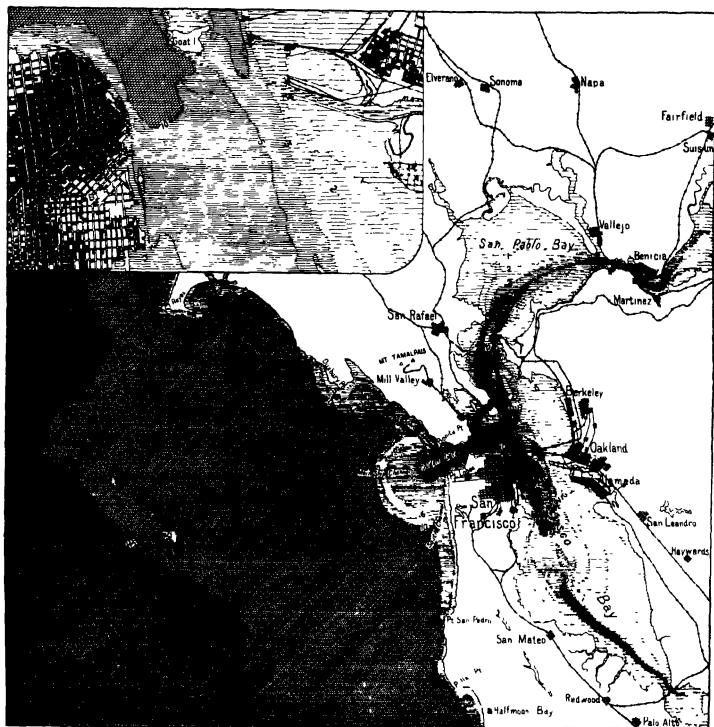 Goat I
Elverano
Sonoma
Napa
Fairfield
Suisun
San Pablo Bay
Vallejo
Benicia
Martinez
San Rafael
MT TAMALPAIS
Mill Valley
Berkeley
Oakland
Alameda
San
Francisco
San Leandro
Haywards
Bay
Pt San Pedro
San Mateo
Redwood
Halfmoon Bay
Palo Alto